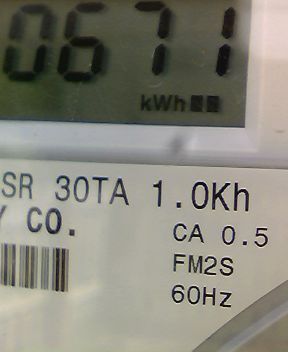 0671
kWh
SR 30TA 1.0Kh
Y CO.
CA 0.5
FM2S
60Hz